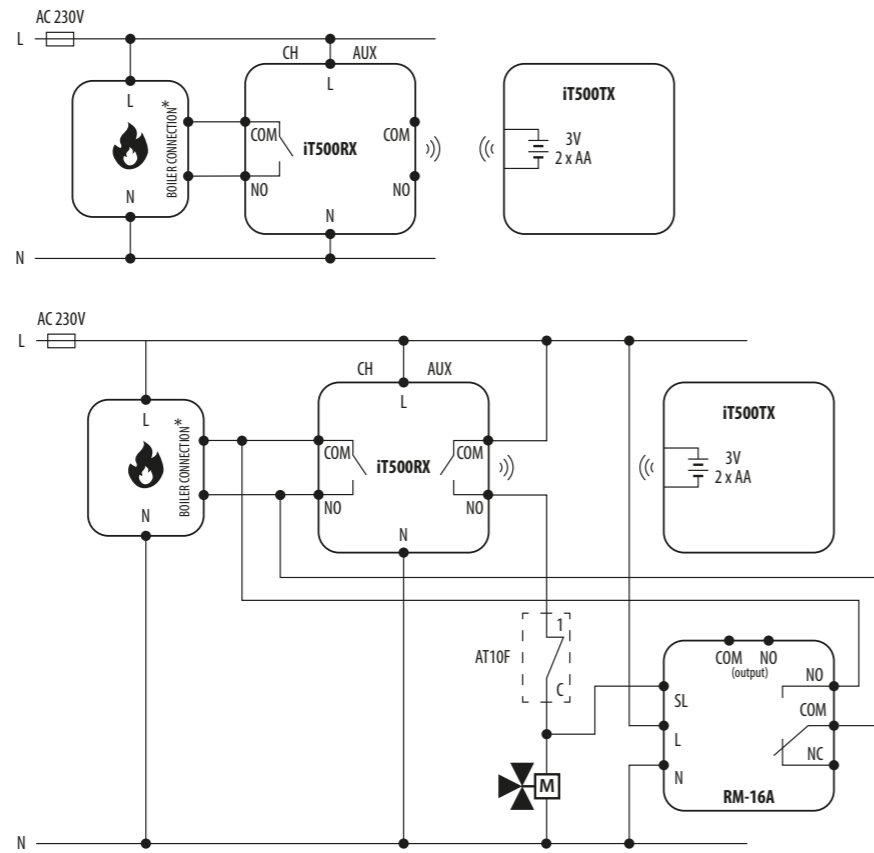 AC 230V
L
CH AUX
L
L
BOILER CONNECTION*
COM
iT500RX
COM
NO
NO
N
N
N
iT500TX
3V
2 x AA
AC 230V
L
CH AUX
L
L
BOILER CONNECTION*
COM
iT500RX
COM
NO
NO
N
N
iT500TX
3V
2 x AA
AT10F
1
C
M
COM NO
(output)
NO
SL
COM
L
NC
N
RM-16A
N